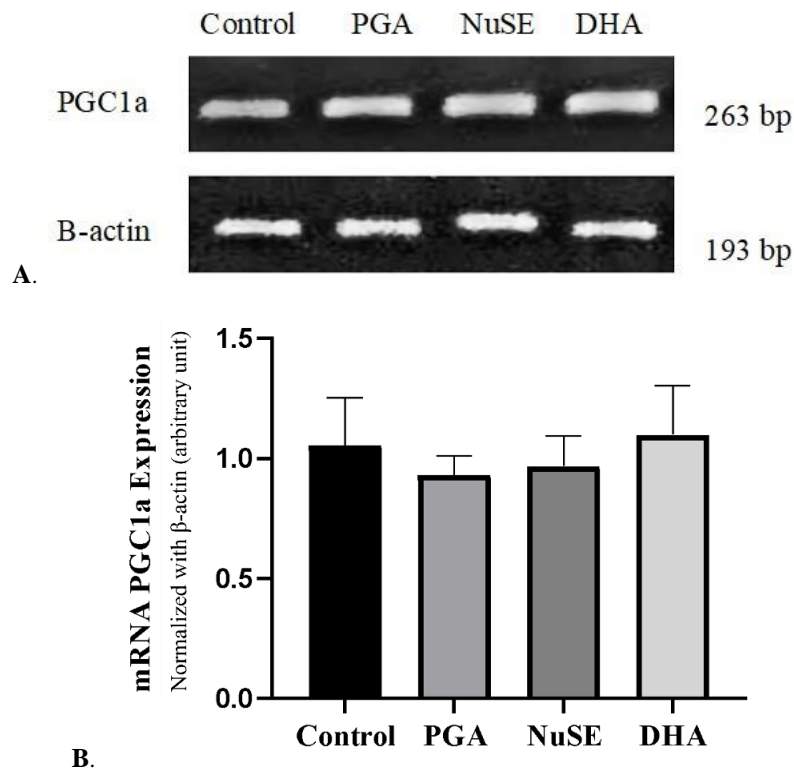 Control PGA NuSE DHA
PGC1a
263 bp
B-actin
193 bp
A.
mRNA PGC1a Expression
Normalized with β-actin (arbitrary unit)
1.5
1.0
0.5
0.0
Control PGA NuSE DHA
B.